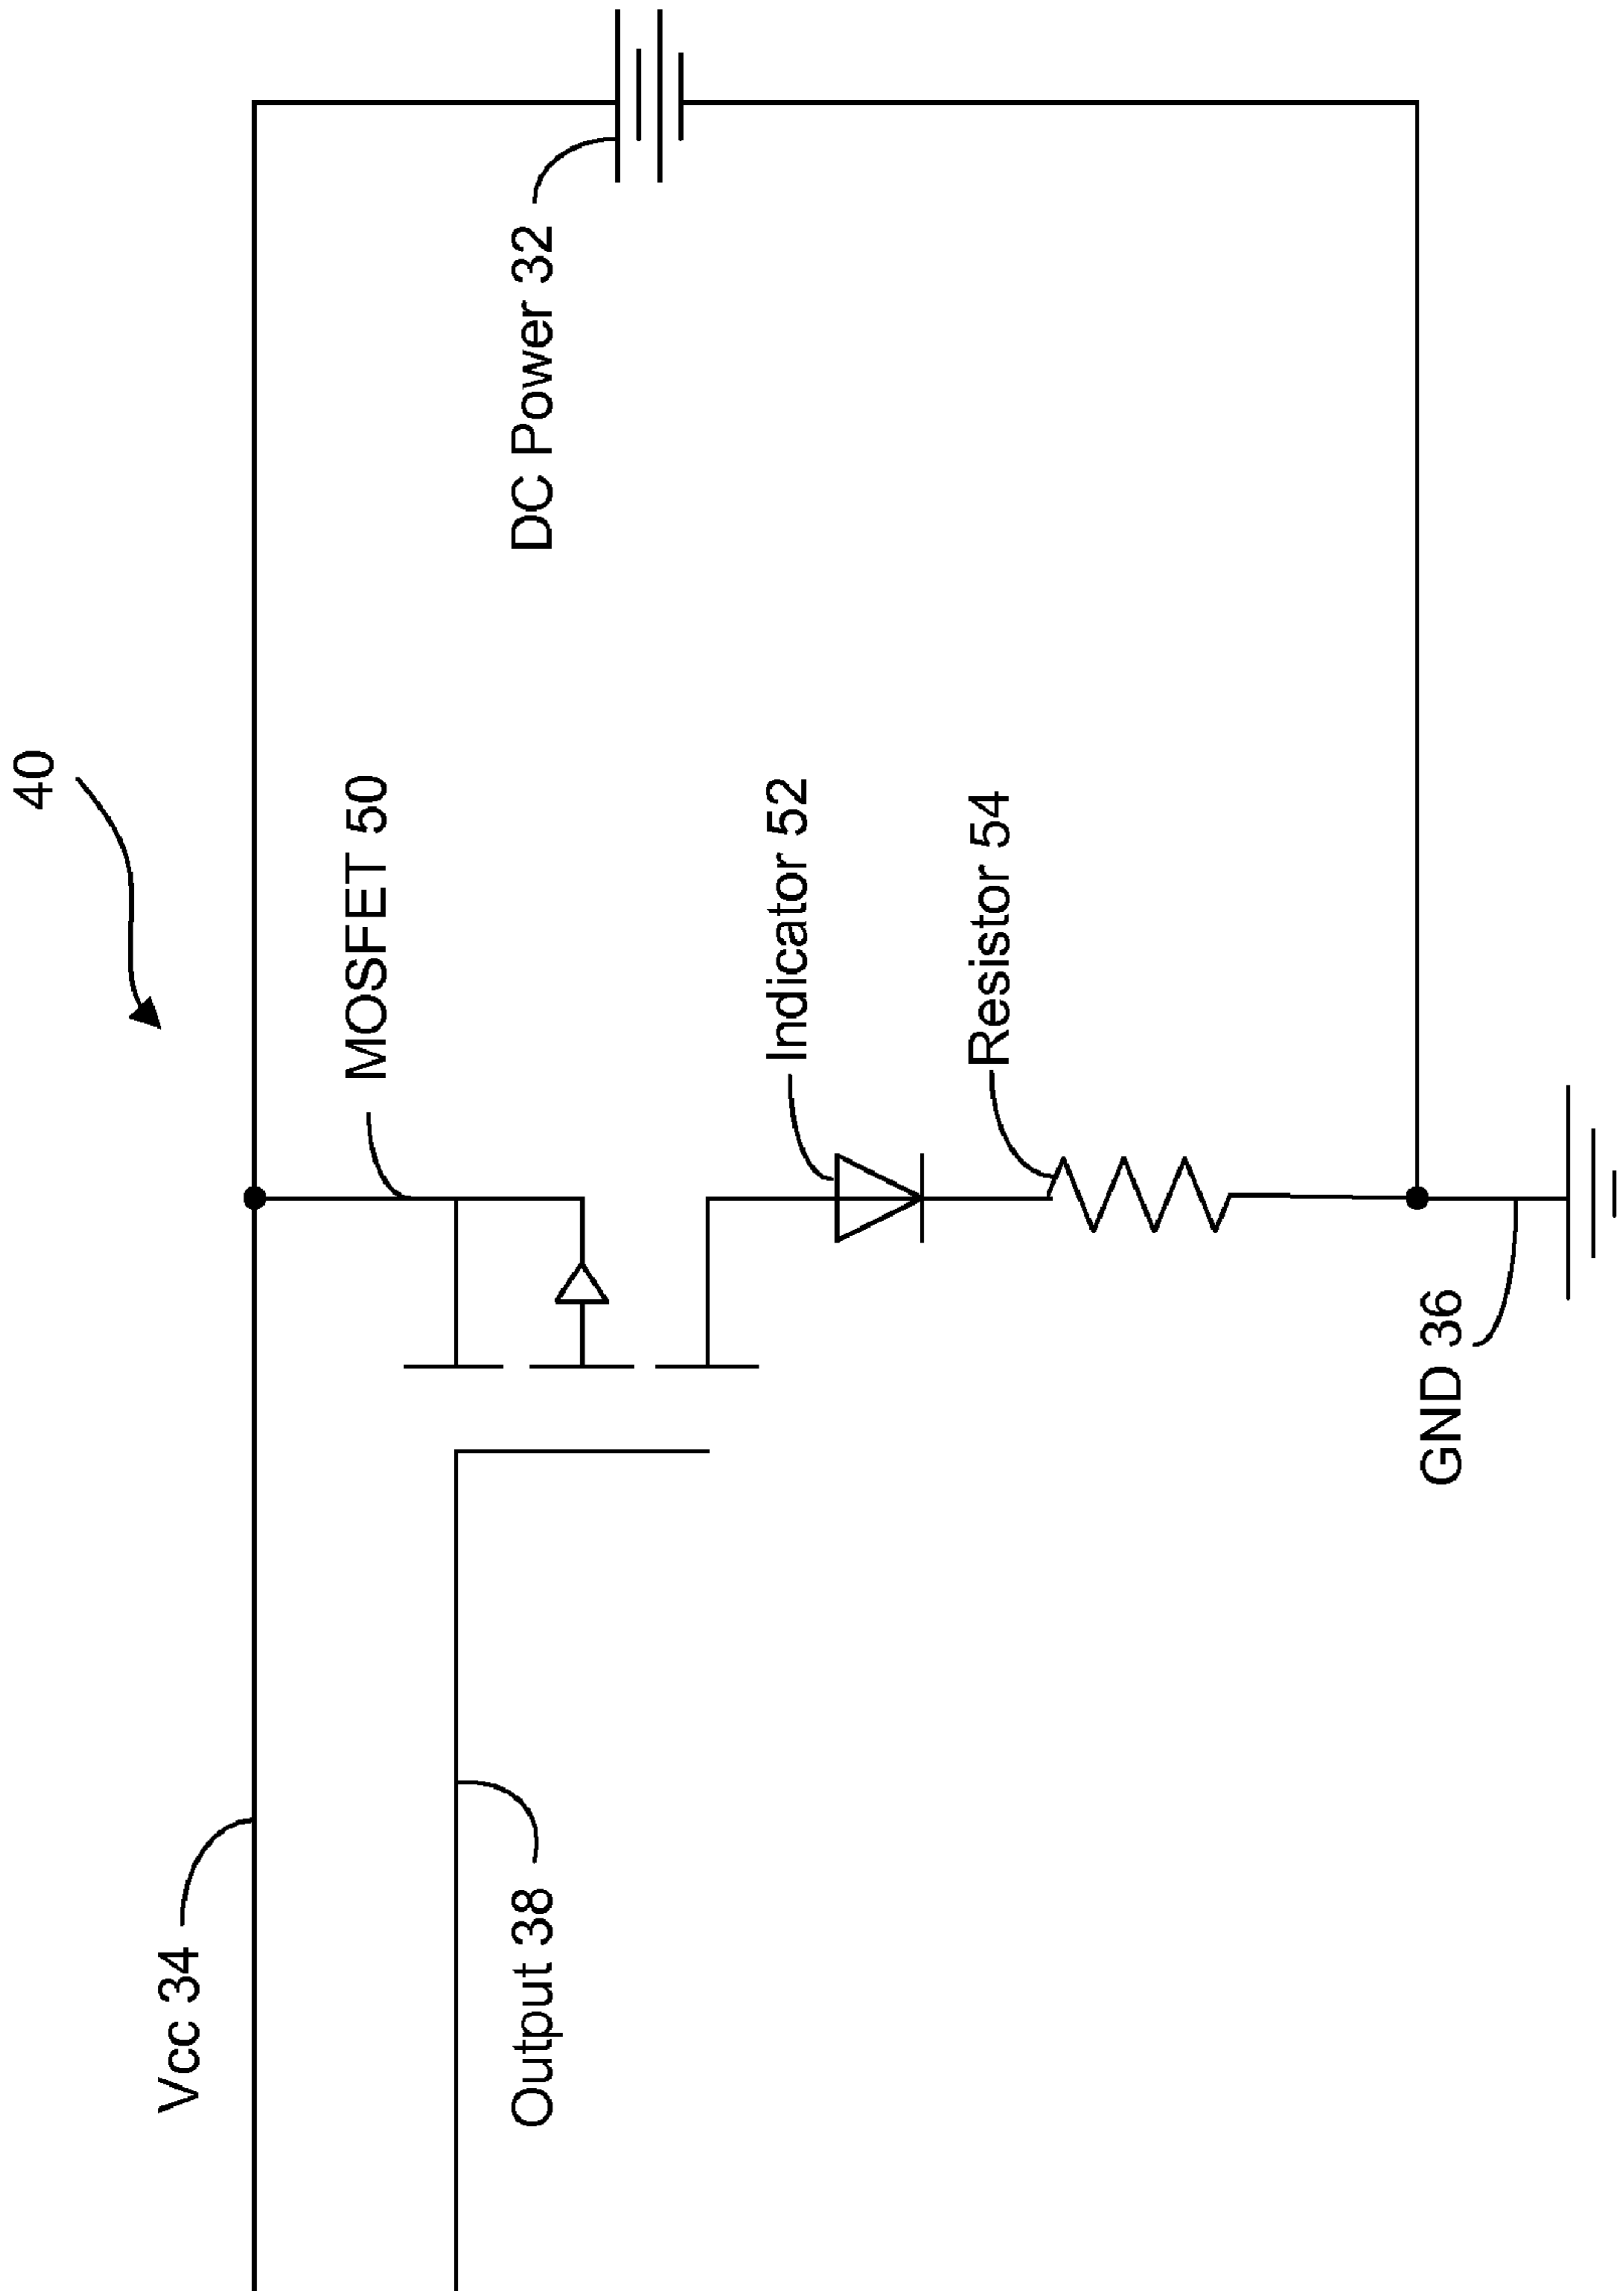 40
Vcc 34
MOSFET 50
Output 38
DC Power 32
Indicator 52
Resistor 54
GND 36